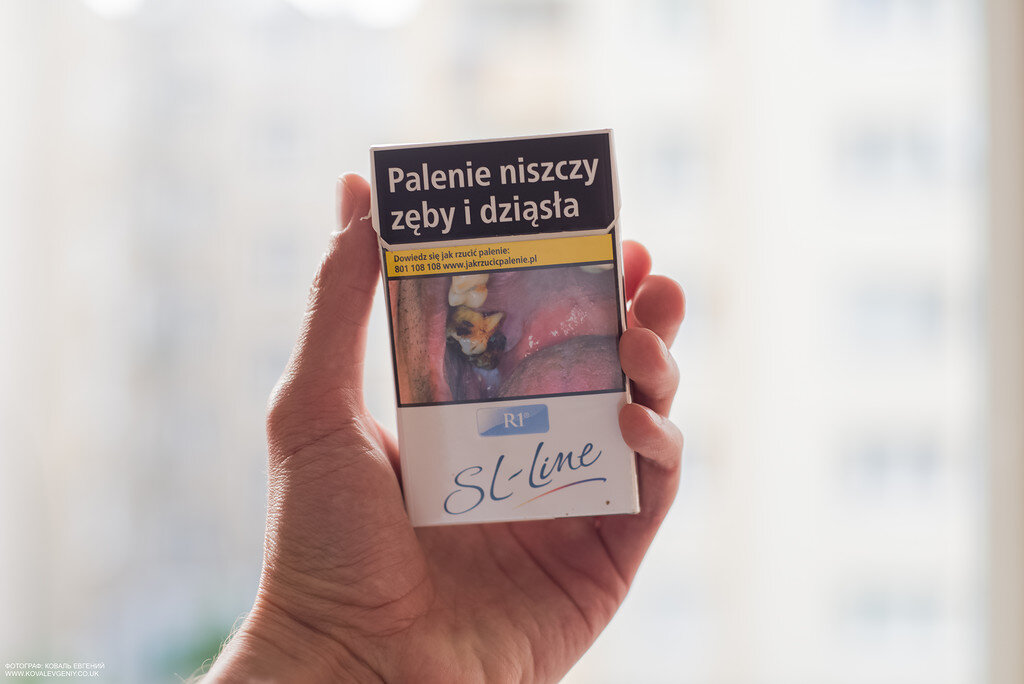 Palenie niszczy
zęby i dziąsła
Dowiedz się jak rzucić palenie:
801 108 108 www.jakrzucicpalenie.pl
R1®
SL-Line
ФОТОГРАФ: КОВАЛЬ ЕВГЕНИЙ
WWW.KOVALEVGENIY.CO.UK